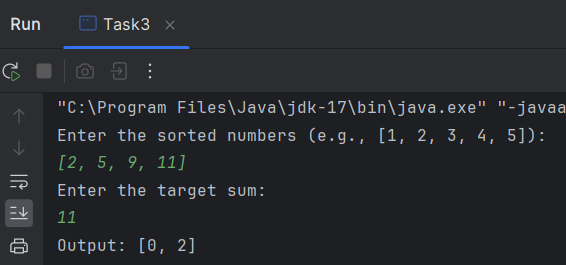 Run Task3
"C:\Program Files\Java\jdk-17\bin\java.exe" "-javaa
Enter the sorted numbers (e.g., [1, 2, 3, 4, 5]):
[2, 5, 9, 11]
Enter the target sum:
11
Output: [0, 2]